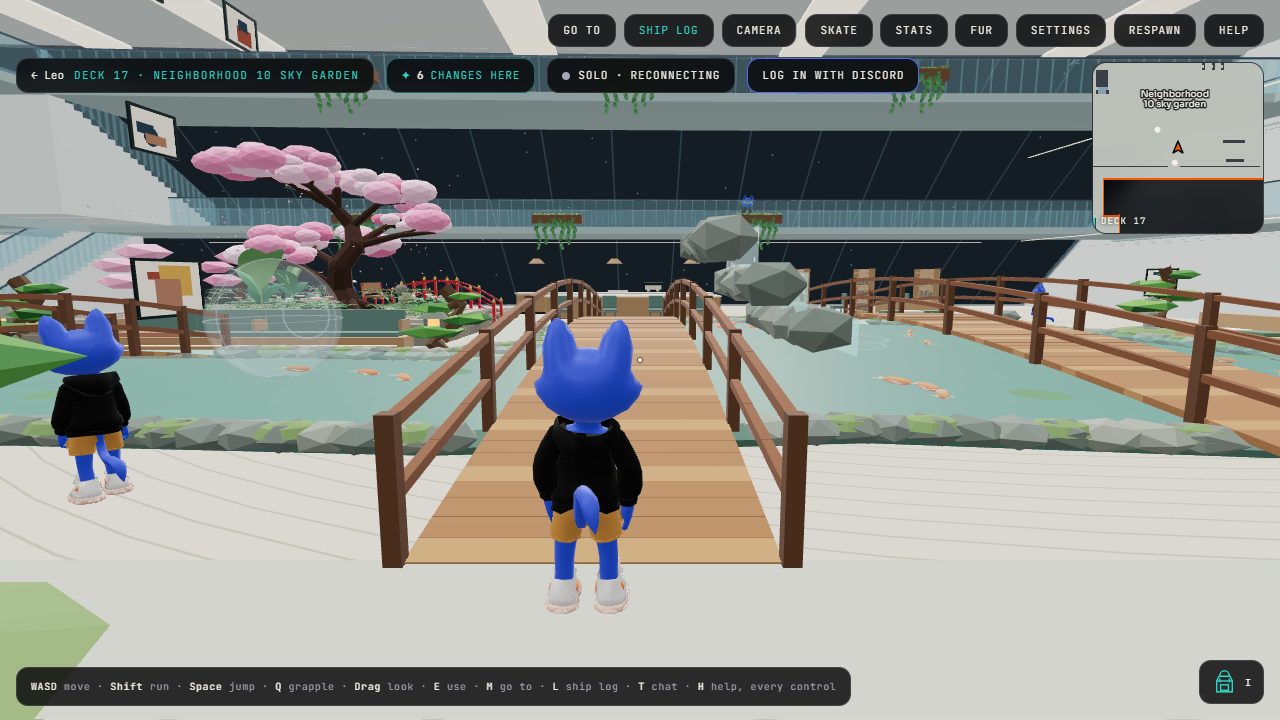 GO TO
SHIP LOG
CAMERA
SKATE
STATS
FUR
SETTINGS
RESPAWN
HELP
← Leo DECK 17 · NEIGHBORHOOD 10 SKY GARDEN
✦ 6 CHANGES HERE
SOLO · RECONNECTING
LOG IN WITH DISCORD
Neighborhood
10 sky garden
DECK 17
WASD move · Shift run · Space jump · Q grapple · Drag look · E use · M go to · L ship log · T chat · H help, every control
I